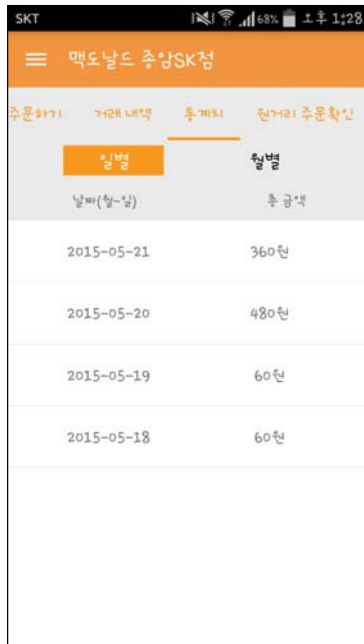 SKT 68% 오후 1:28
맥도날드 종암SK점
주문하기 거래 내역 통계치 원거리 주문확인
일별 월별
날짜(월-일) 총 금액
2015-05-21 360원
2015-05-20 480원
2015-05-19 60원
2015-05-18 60원